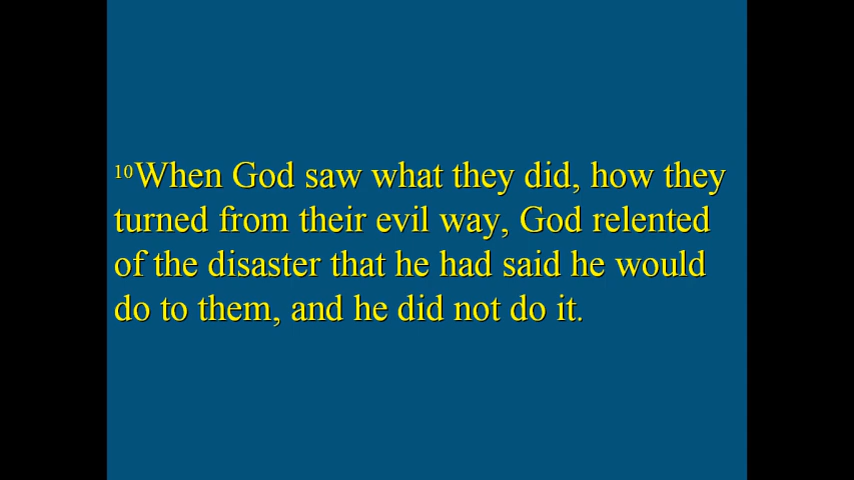 10When God saw what they did, how they
turned from their evil way, God relented
of the disaster that he had said he would
do to them, and he did not do it.